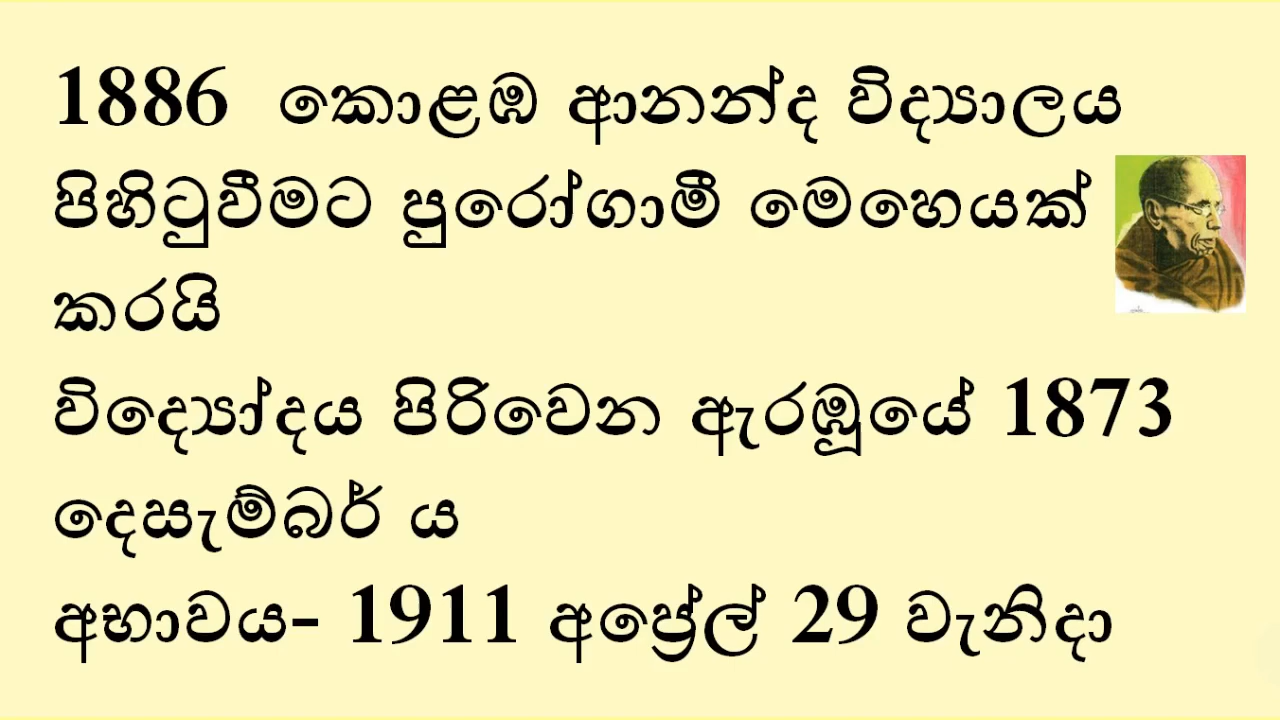 1886 කොළඹ ආනන්ද විද්‍යාලය
පිහිටුවීමට පුරෝගාමී මෙහෙයක්
කරයි
විද්‍යෝදය පිරිවෙන ඇරඹූයේ 1873
දෙසැම්බර් ය
අභාවය- 1911 අප්‍රේල් 29 වැනිදා